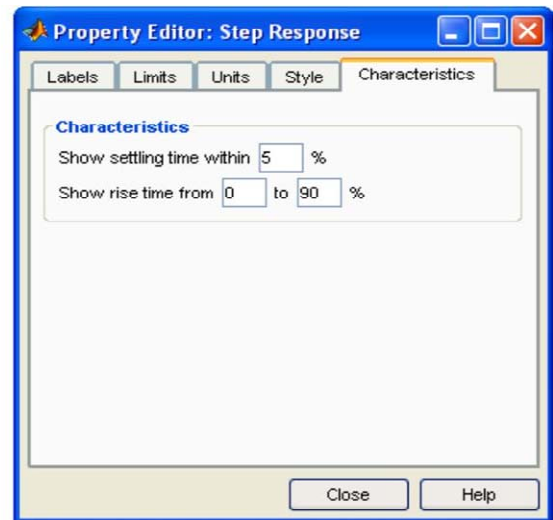 Property Editor: Step Response
Labels Limits Units Style Characteristics
Characteristics
Show settling time within 5 %
Show rise time from 0 to 90 %
Close Help